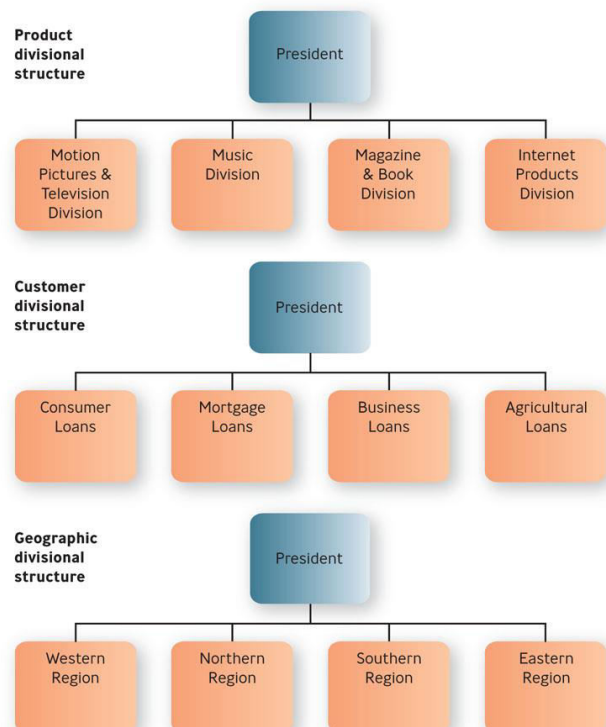 Product
divisional
structure
President
Motion
Pictures &
Television
Division
Music
Division
Magazine
& Book
Division
Internet
Products
Division
Customer
divisional
structure
President
Consumer
Loans
Mortgage
Loans
Business
Loans
Agricultural
Loans
Geographic
divisional
structure
President
Western
Region
Northern
Region
Southern
Region
Eastern
Region